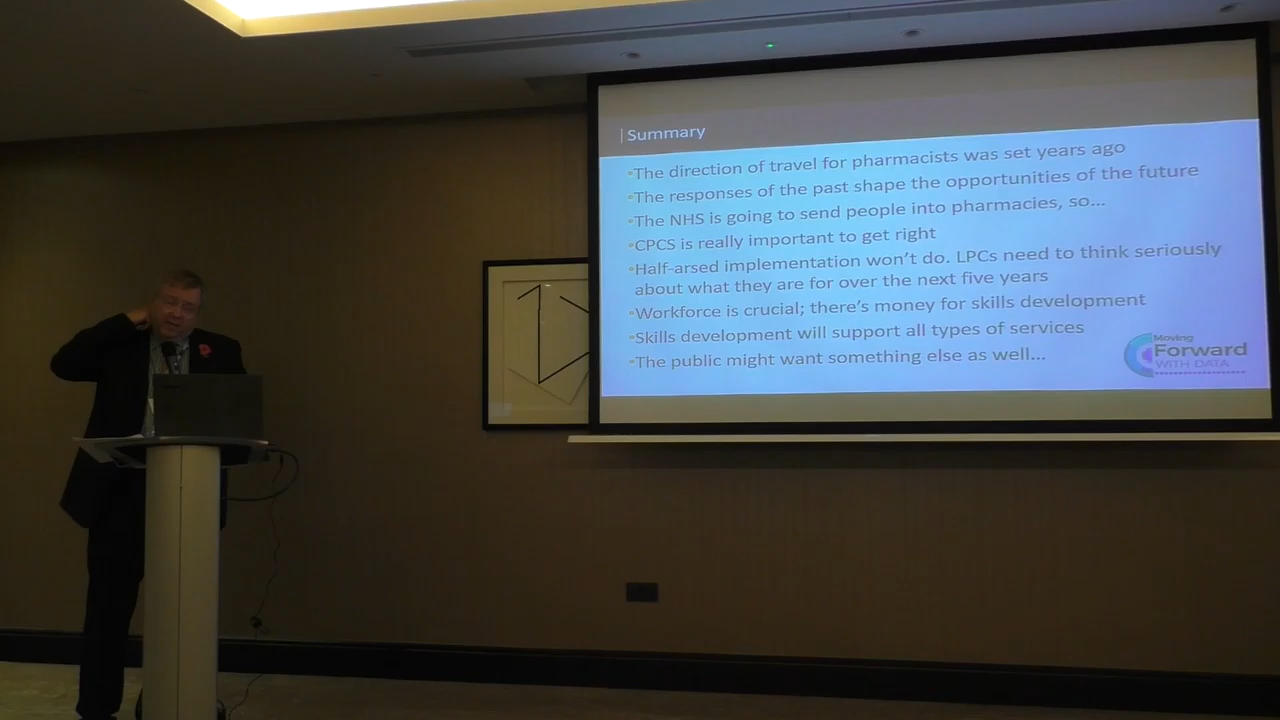 Summary
The direction of travel for pharmacists was set years ago
The responses of the past shape the opportunities of the future
The NHS is going to send people into pharmacies, so...
CPCS is really important to get right
Half-arsed implementation won't do. LPCs need to think seriously
about what they are for over the next five years
Workforce is crucial; there's money for skills development
Skills development will support all types of services
The public might want something else as well...
Moving
Forward
WITH DATA